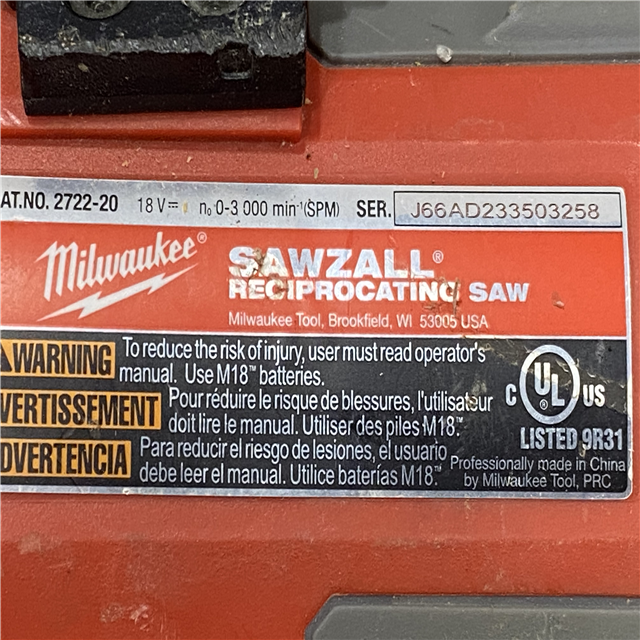 AT.NO. 2722-20 18 V⎓ n₀ 0-3 000 min⁻¹(SPM) SER. J66AD233503258
Milwaukee®
SAWZALL®
RECIPROCATING SAW
Milwaukee Tool, Brookfield, WI 53005 USA
WARNING To reduce the risk of injury, user must read operator's
manual. Use M18™ batteries.
VERTISSEMENT Pour réduire le risque de blessures, l'utilisateur
doit lire le manual. Utiliser des piles M18™.
DVERTENCIA Para reducir el riesgo de lesiones, el usuario
debe leer el manual. Utilice baterías M18™.
C UL® US
LISTED 9R31
Professionally made in China
by Milwaukee Tool, PRC